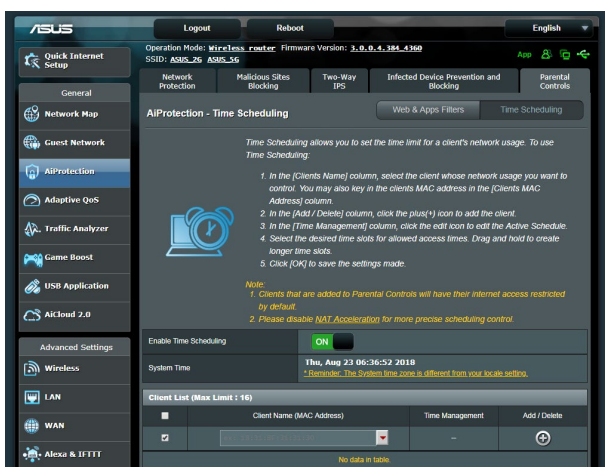 ASUS
Logout
Reboot
English
Quick Internet
Setup
Operation Mode: Wireless router Firmware Version: 3.0.0.4.384_4360
SSID: ASUS_2G ASUS_5G
App
General
Network Map
Guest Network
AiProtection
Adaptive QoS
Traffic Analyzer
Game Boost
USB Application
AiCloud 2.0
Advanced Settings
Wireless
LAN
WAN
Alexa & IFTTT
Network
Protection
Malicious Sites
Blocking
Two-Way
IPS
Infected Device Prevention and
Blocking
Parental
Controls
AiProtection - Time Scheduling
Web & Apps Filters
Time Scheduling
Time Scheduling allows you to set the time limit for a client's network usage. To use
Time Scheduling:
1. In the [Clients Name] column, select the client whose network usage you want to
control. You may also key in the clients MAC address in the [Clients
MAC
Address] column.
2. In the [Add / Delete] column, click the plus(+) icon to add the client.
3. In the [Time Management] column, click the edit icon to edit the Active Schedule.
4. Select the desired time slots for allowed access times. Drag and hold to create
longer time slots.
5. Click [OK] to save the settings made.
Note:
1. Clients that are added to Parental Controls will have their internet access restricted
by default.
2. Please disable NAT Acceleration for more precise scheduling control.
Enable Time Scheduling
ON
System Time
Thu, Aug 23 06:36:52 2018
* Reminder: The System time zone is different from your locale setting.
Client List (Max Limit : 16)
Client Name (MAC Address)
Time Management
Add / Delete
--
No data in table.